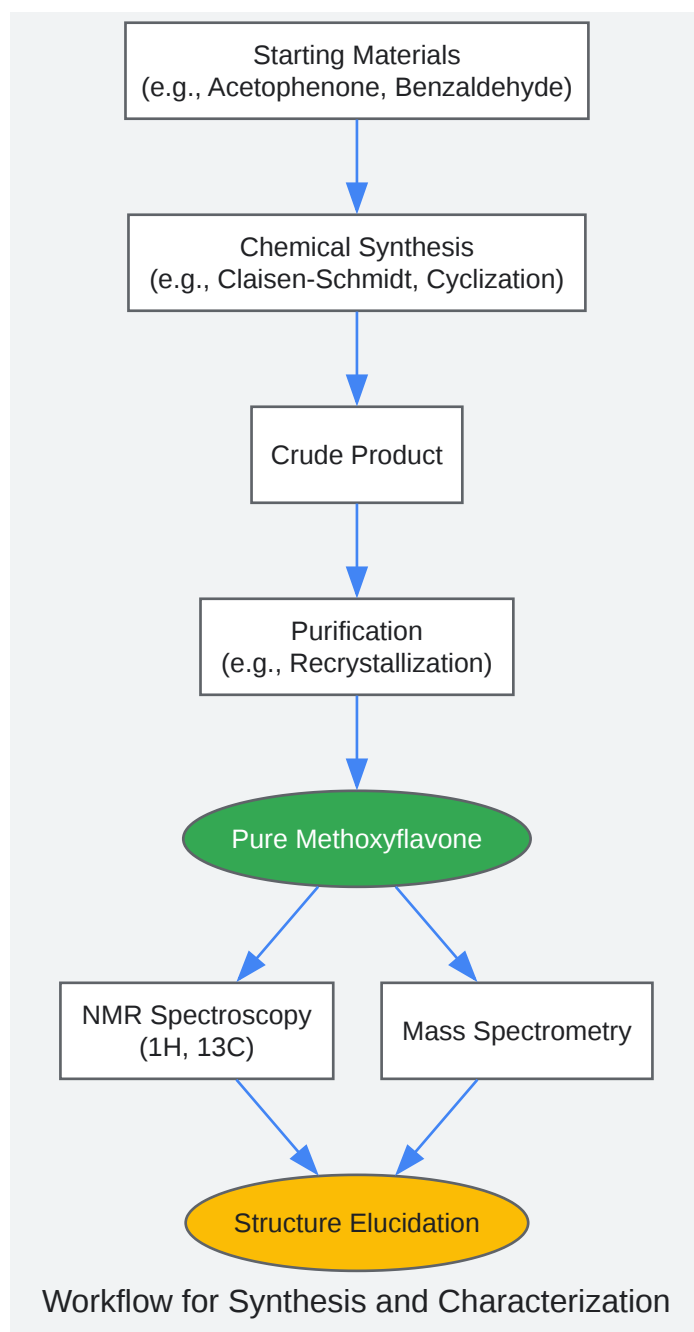 Starting Materials
(e.g., Acetophenone, Benzaldehyde)
Chemical Synthesis
(e.g., Claisen-Schmidt, Cyclization)
Crude Product
Purification
(e.g., Recrystallization)
Pure Methoxyflavone
NMR Spectroscopy
(1H, 13C)
Mass Spectrometry
Structure Elucidation
Workflow for Synthesis and Characterization